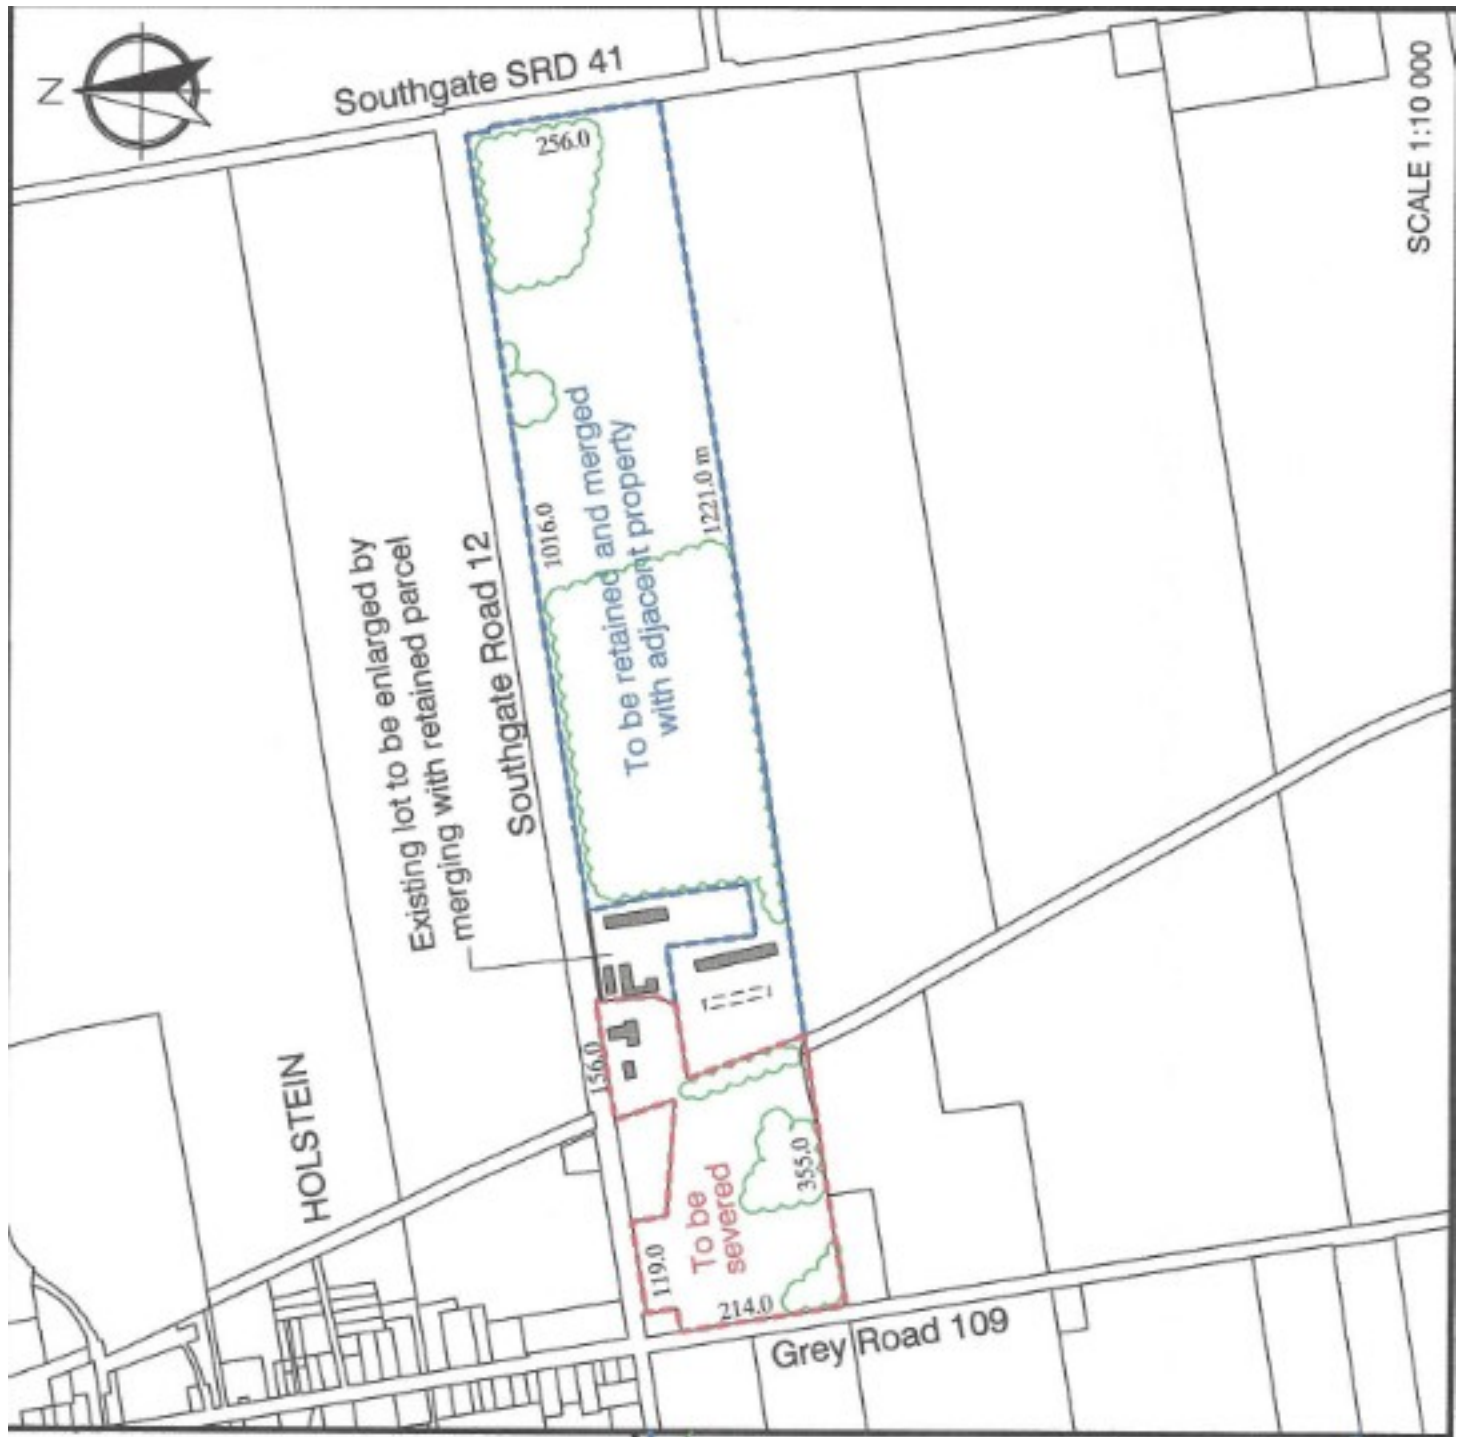 N
Southgate SRD 41
SCALE 1:10 000
256.0
To be retained and merged
with adjacent property
1016.0
1221.0 m
Existing lot to be enlarged by
merging with retained parcel
Southgate Road 12
HOLSTEIN
156.0
355.0
To be
severed
119.0
214.0
Grey Road 109